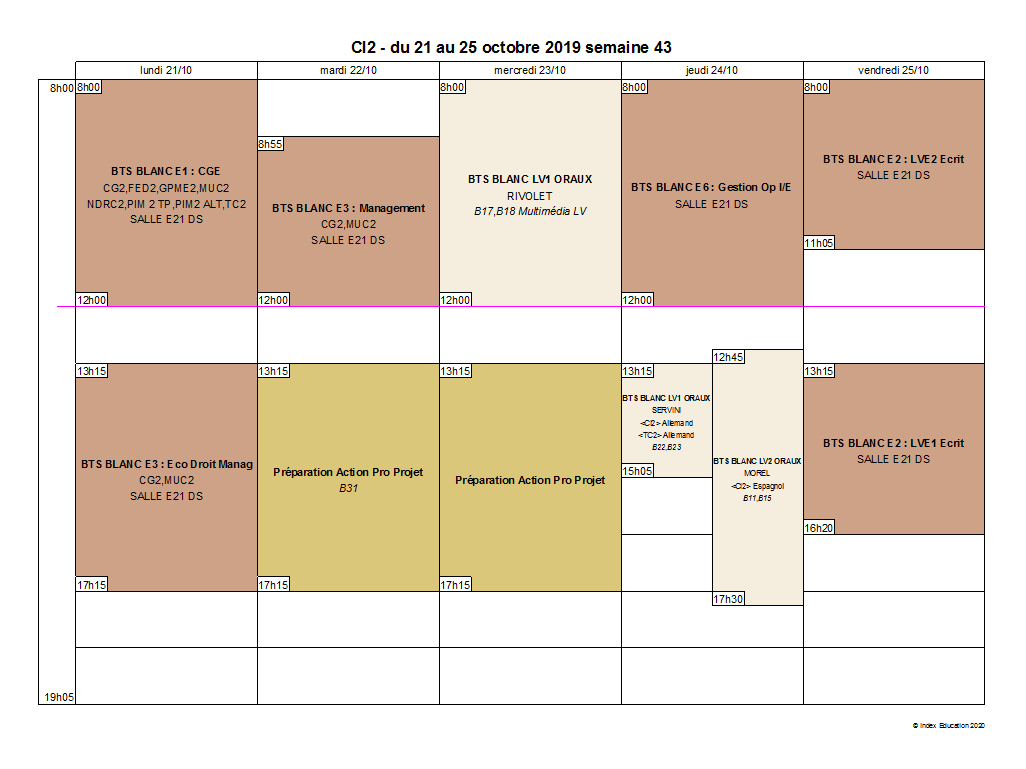 CI2 - du 21 au 25 octobre 2019 semaine 43
lundi 21/10
mardi 22/10
mercredi 23/10
jeudi 24/10
vendredi 25/10
8h00
8h00
BTS BLANC E1 : CGE
CG2,FED2,GPME2,MUC2
NDRC2,PIM 2 TP,PIM2 ALT,TC2
SALLE E21 DS
12h00
8h55
BTS BLANC E3 : Management
CG2,MUC2
SALLE E21 DS
12h00
8h00
BTS BLANC LV1 ORAUX
RIVOLET
B17,B18 Multimédia LV
12h00
8h00
BTS BLANC E6 : Gestion Op I/E
SALLE E21 DS
12h00
8h00
BTS BLANC E2 : LVE2 Ecrit
SALLE E21 DS
11h05
13h15
BTS BLANC E3 : Eco Droit Manag
CG2,MUC2
SALLE E21 DS
17h15
13h15
Préparation Action Pro Projet
B31
17h15
13h15
Préparation Action Pro Projet
17h15
13h15
BTS BLANC LV1 ORAUX
SERVINI
<CI2> Allemand
<TC2> Allemand
B22,B23
15h05
12h45
BTS BLANC LV2 ORAUX
MOREL
<CI2> Espagnol
B11,B15
17h30
13h15
BTS BLANC E2 : LVE1 Ecrit
SALLE E21 DS
16h20
19h05
© Index Education 2020